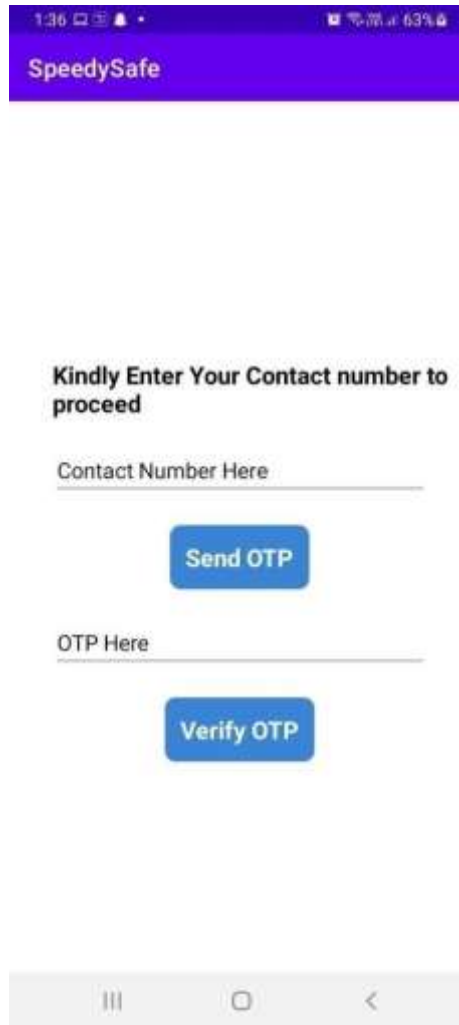 1:36
63%
SpeedySafe
Kindly Enter Your Contact number to
proceed
Contact Number Here
Send OTP
OTP Here
Verify OTP